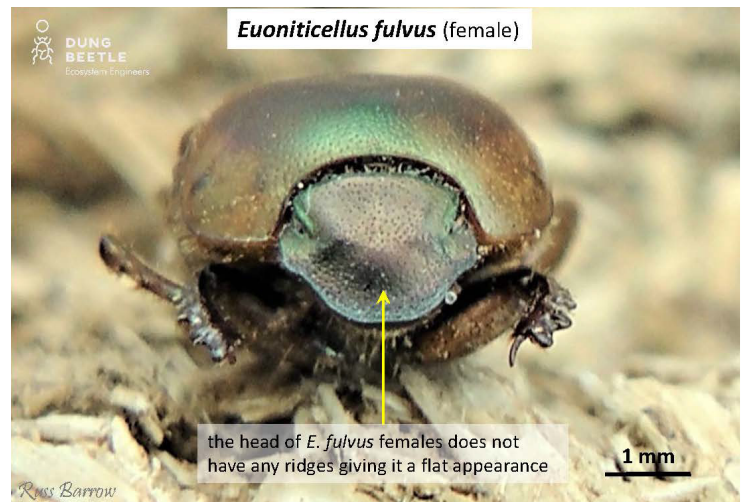 Euoniticellus fulvus (female)
DUNG
BEETLE
Ecosystem Engineers
the head of E. fulvus females does not
have any ridges giving it a flat appearance
1 mm
Russ Barrow